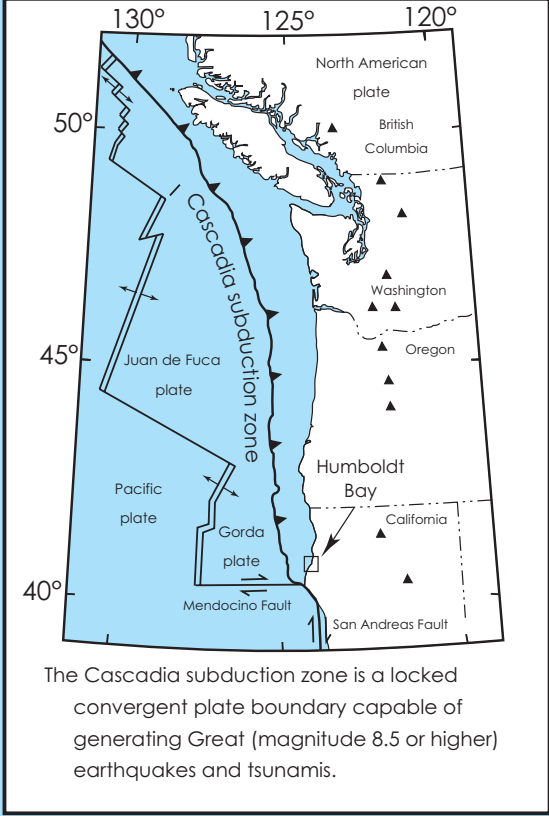 130°
125°
120°
North American
plate
50°
British
Columbia
Cascadia subduction zone
Washington
45°
Juan de Fuca
plate
Oregon
Humboldt
Bay
Pacific
plate
California
Gorda
plate
40°
Mendocino Fault
San Andreas Fault
The Cascadia subduction zone is a locked
convergent plate boundary capable of
generating Great (magnitude 8.5 or higher)
earthquakes and tsunamis.